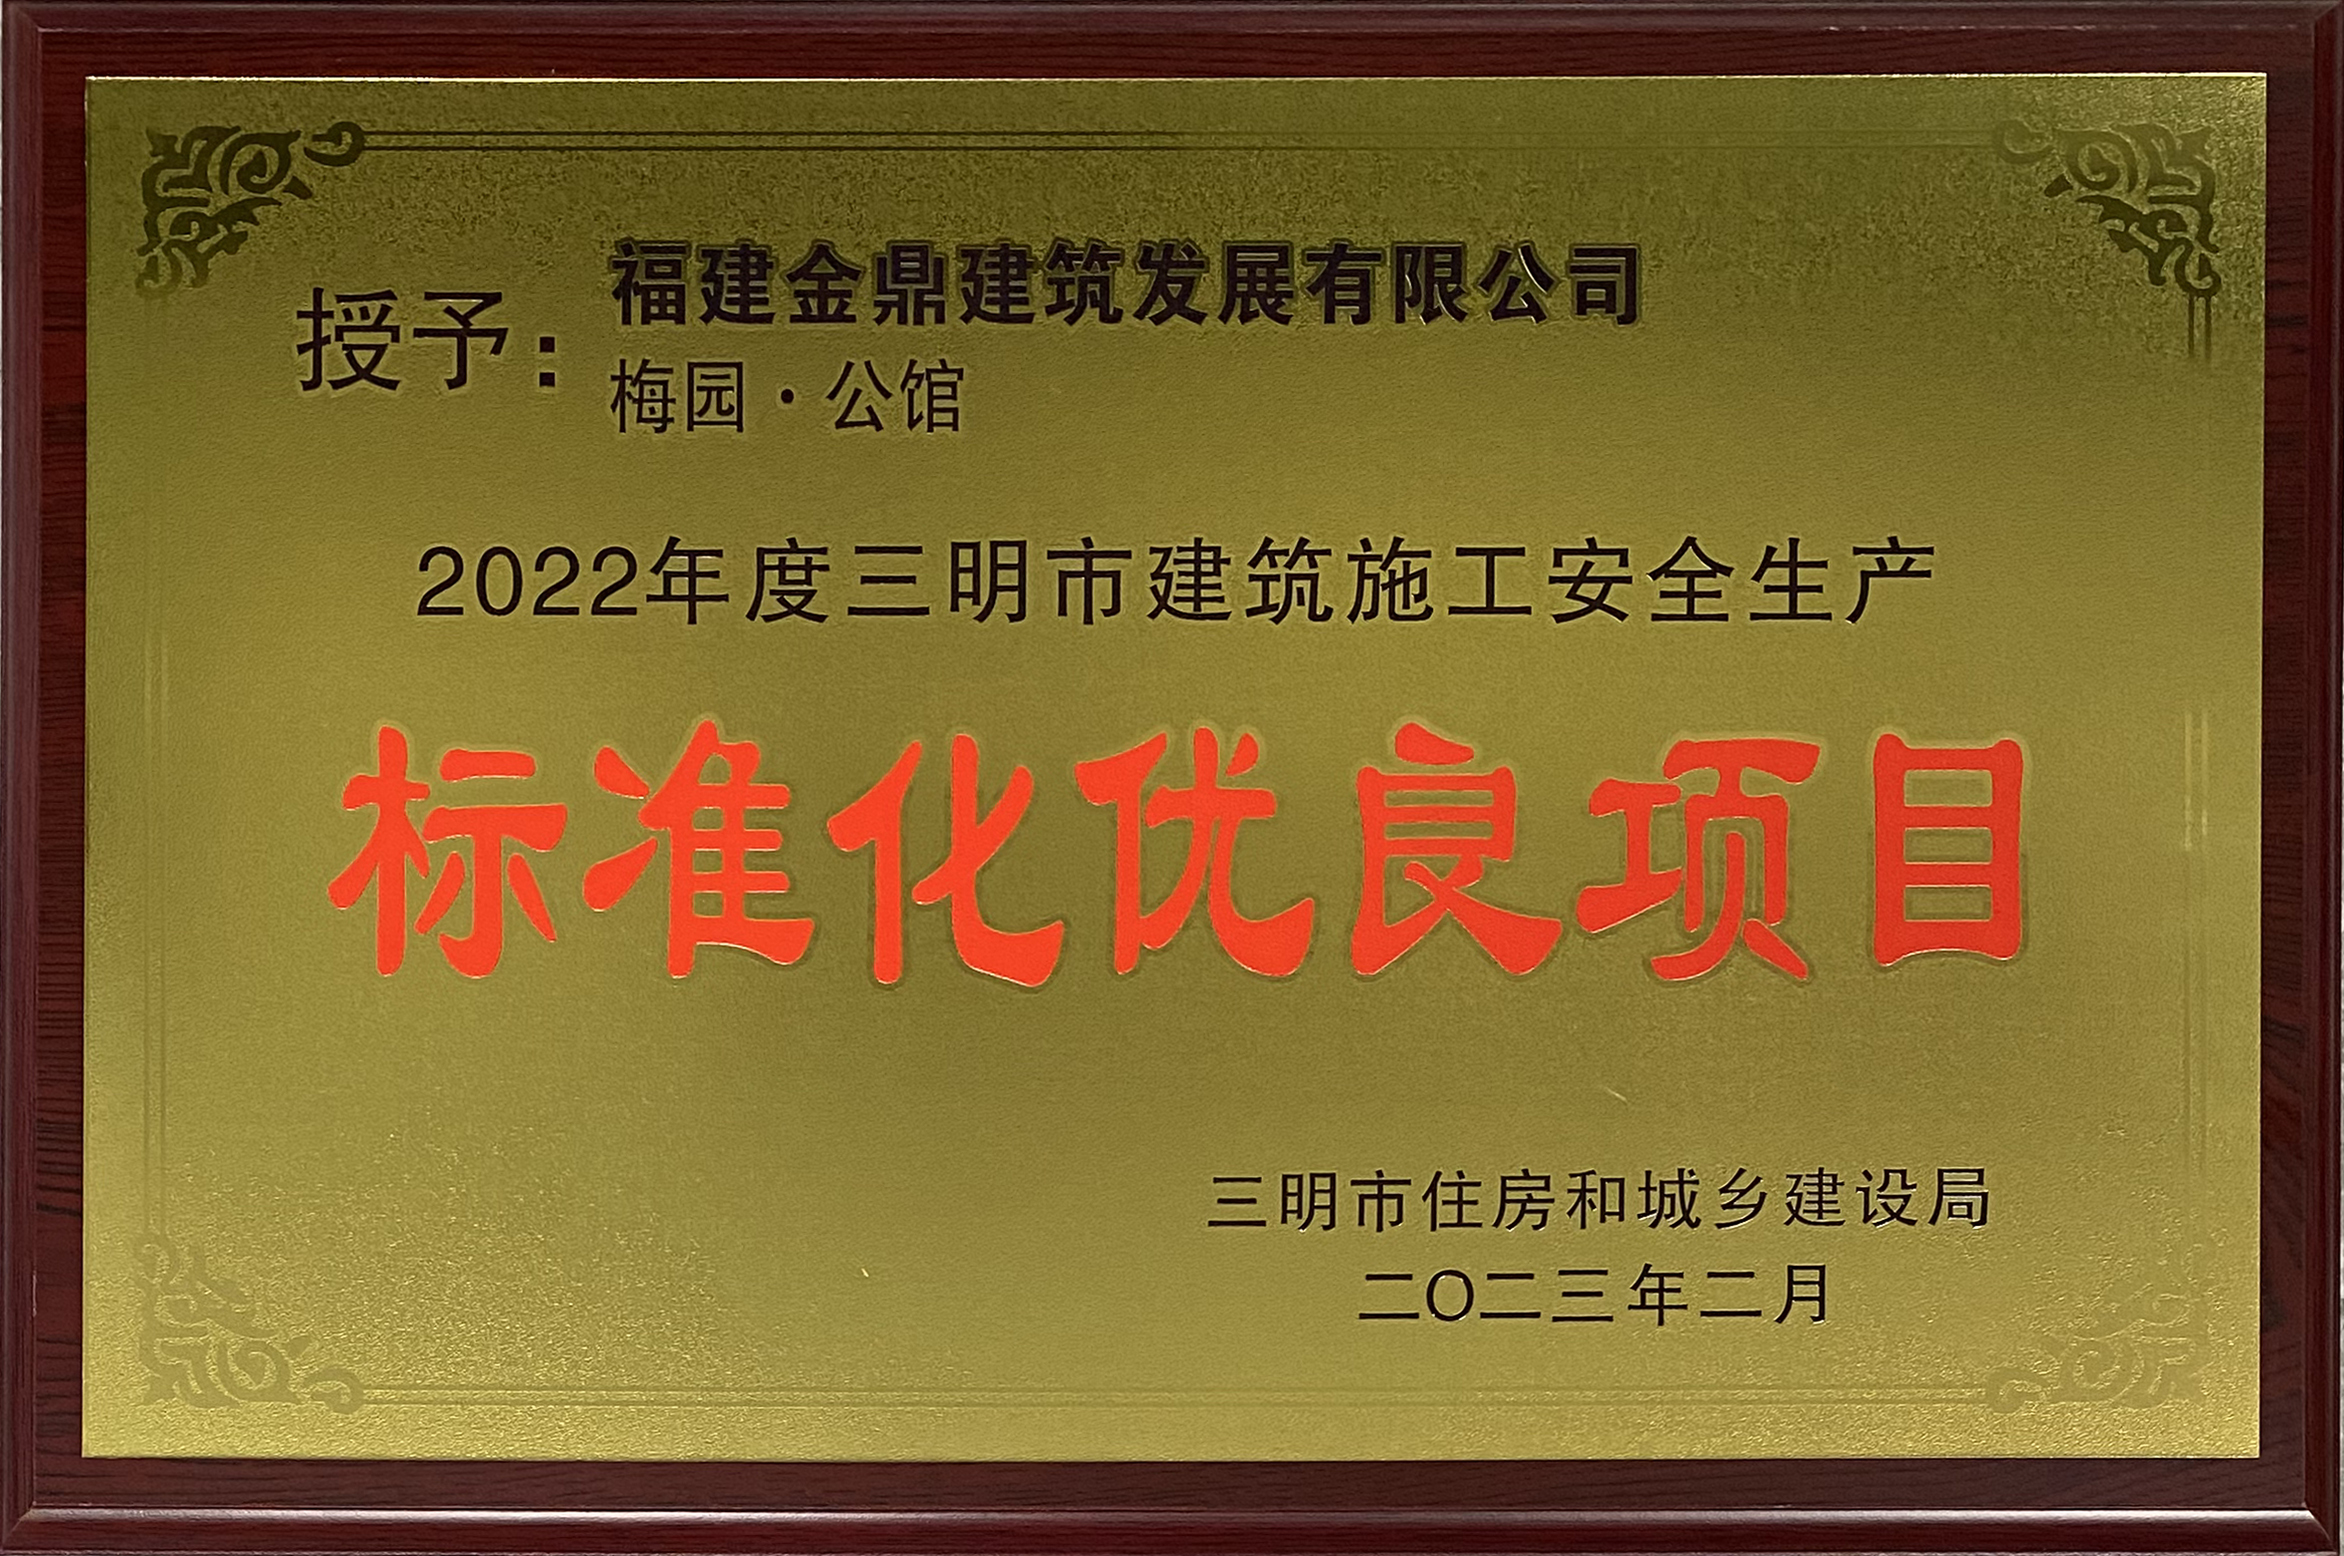 授予：福建金鼎建筑发展有限公司
梅园·公馆
2022年度三明市建筑施工安全生产
标准化优良项目
三明市住房和城乡建设局
二〇二三年二月